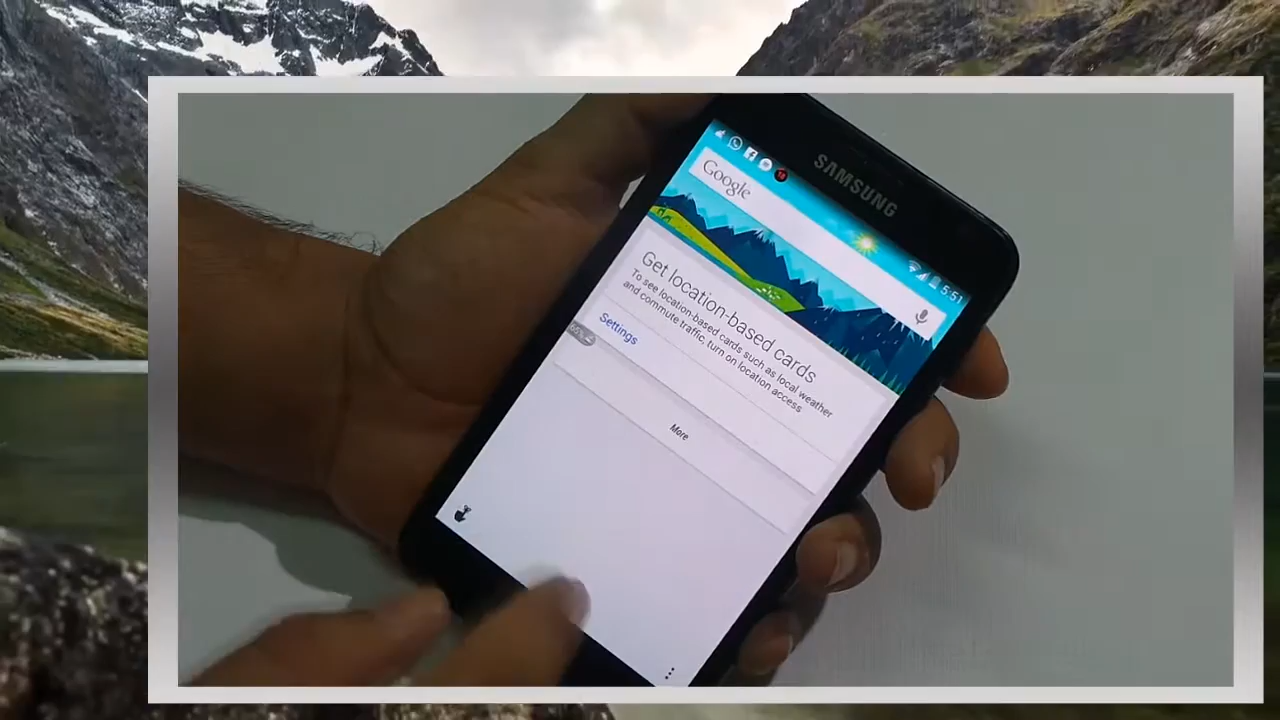 SAMSUNG
5:51
Google
Get location-based cards
To see location-based cards such as local weather
and commute traffic, turn on location access
Settings
More